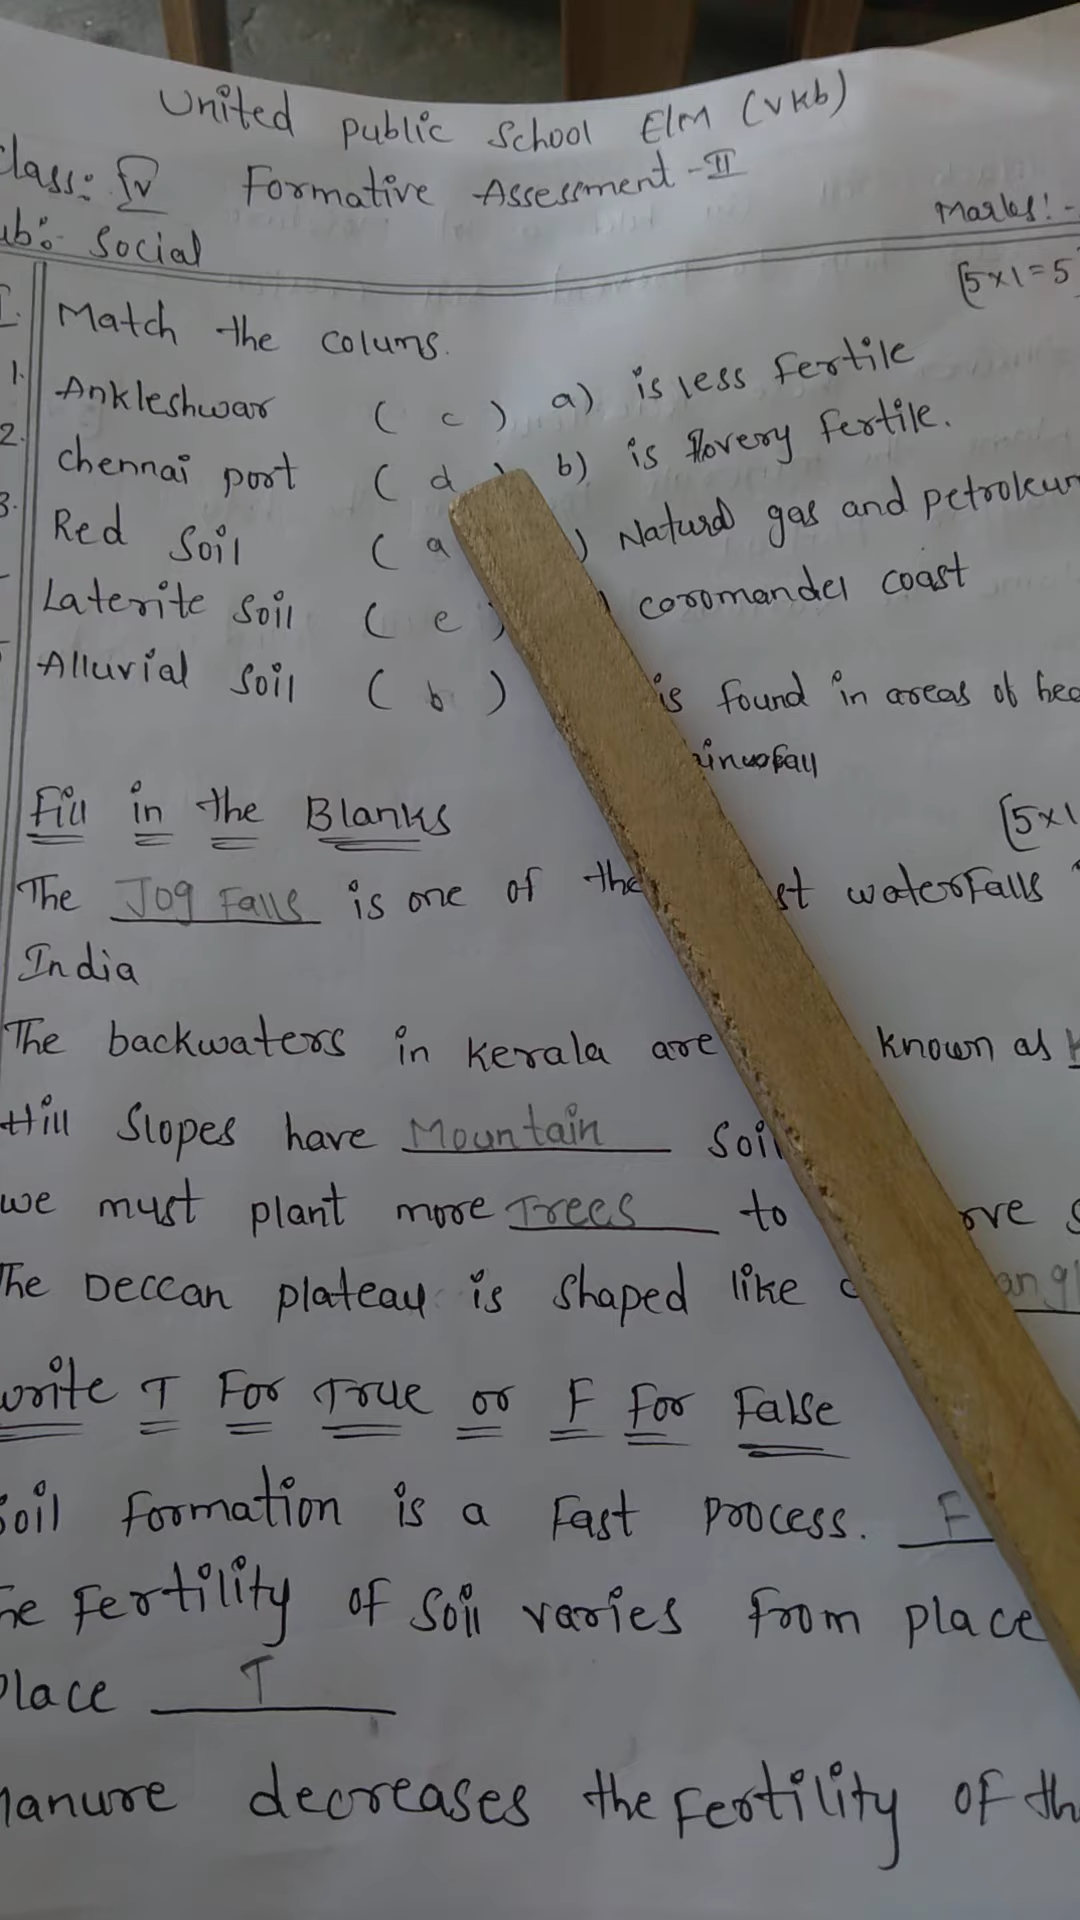 United Public School Elm (VKb)
Class: IV Formative Assessment - II
Sub:- Social Marks:-
[5x1=5]
I. Match the colums.
1. Ankleshwar ( c ) a) is less fertile
2. Chennai port ( d ) b) is very fertile.
3. Red Soil ( a ) Natural gas and petroleum
Laterite soil ( e ) coromandel coast
Alluvial soil ( b ) is found in areas of
Fill in the Blanks [5x1
The Jog Falls is one of the waterFalls
India
The backwaters in kerala are known as
Hill Slopes have Mountain Soil
we must plant more Trees to
The Deccan plateau is shaped like
write T For True or F For False
Soil Formation is a Fast Process. F
The Fertility of Soil varies From place
place T
Manure decreases the Fertility of the